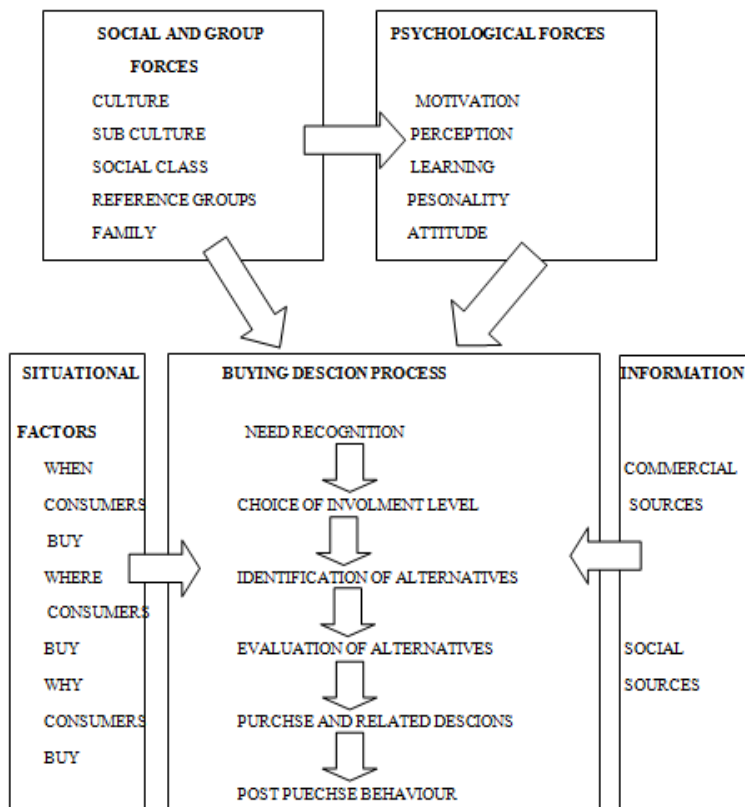 SOCIAL AND GROUP
FORCES
CULTURE
SUB CULTURE
SOCIAL CLASS
REFERENCE GROUPS
FAMILY
PSYCHOLOGICAL FORCES
MOTIVATION
PERCEPTION
LEARNING
PESONALITY
ATTITUDE
SITUATIONAL
FACTORS
WHEN
CONSUMERS
BUY
WHERE
CONSUMERS
BUY
WHY
CONSUMERS
BUY
BUYING DESCION PROCESS
NEED RECOGNITION
CHOICE OF INVOLMENT LEVEL
IDENTIFICATION OF ALTERNATIVES
EVALUATION OF ALTERNATIVES
PURCHSE AND RELATED DESCIONS
POST PUECHSE BEHAVIOUR
INFORMATION
COMMERCIAL
SOURCES
SOCIAL
SOURCES